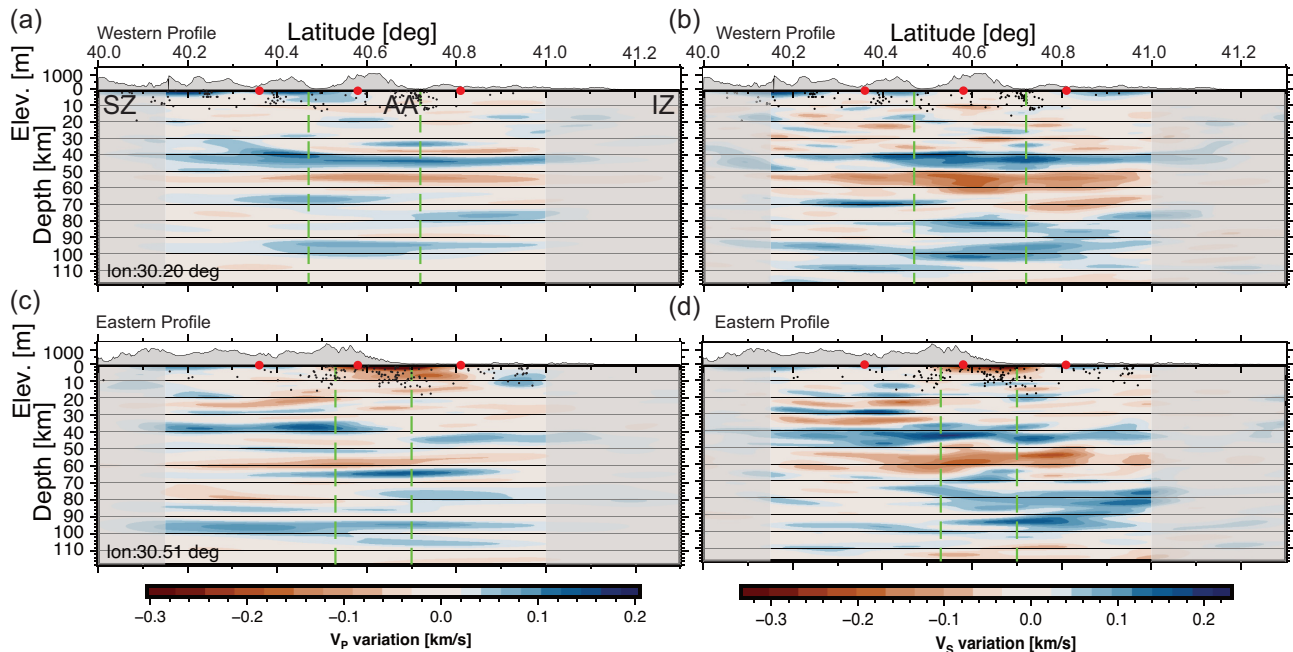 (a)
Western Profile
Latitude [deg]
40.0 40.2 40.4 40.6 40.8 41.0 41.2
Elev. [m]
1000
0
SZ AA IZ
10
20
30
40
50
60
70
80
90
100
110
Depth [km]
lon:30.20 deg
(b)
Western Profile
Latitude [deg]
40.0 40.2 40.4 40.6 40.8 41.0 41.2
(c)
Eastern Profile
Elev. [m]
1000
0
10
20
30
40
50
60
70
80
90
100
110
Depth [km]
lon:30.51 deg
(d)
Eastern Profile
−0.3 −0.2 −0.1 0.0 0.1 0.2
VP variation [km/s]
−0.3 −0.2 −0.1 0.0 0.1 0.2
VS variation [km/s]